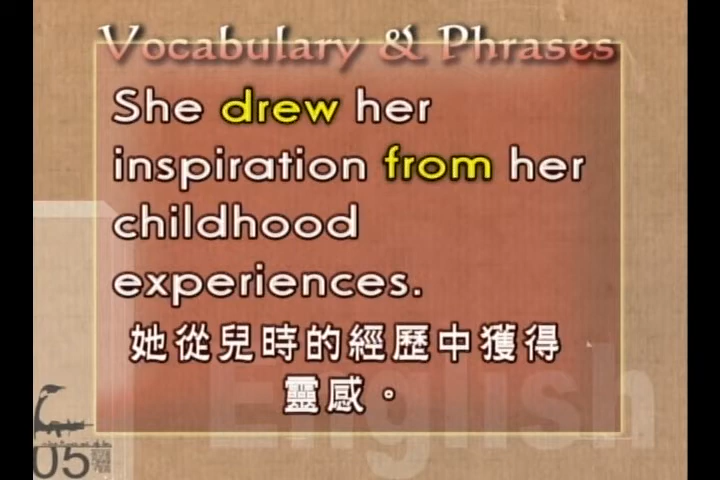 Vocabulary & Phrases
She drew her
inspiration from her
childhood
experiences.
她從兒時的經歷中獲得
靈感。
English
05